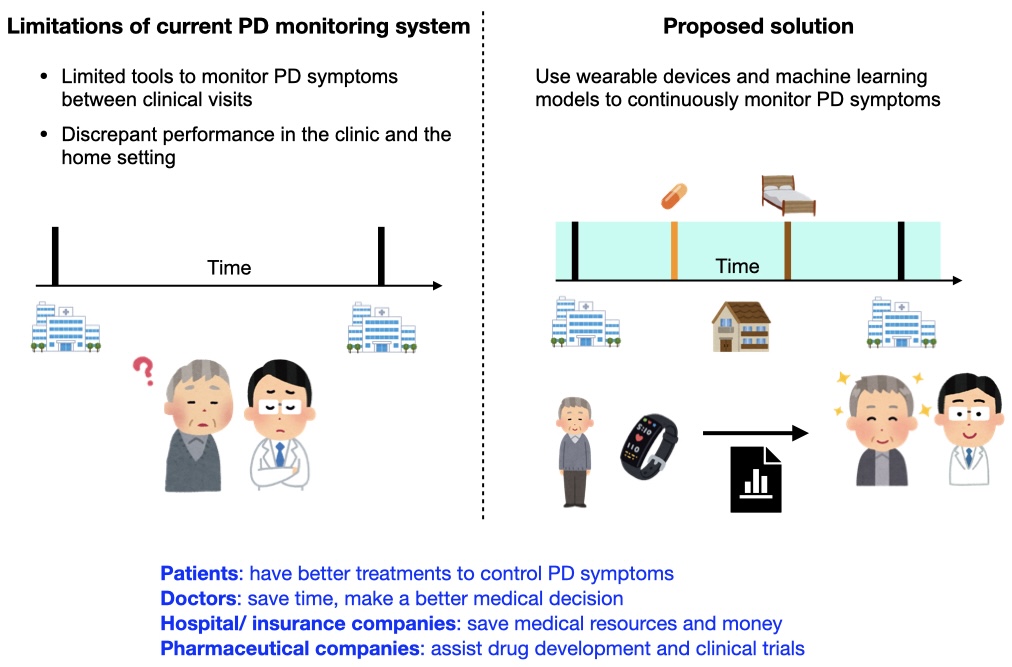 Limitations of current PD monitoring system
• Limited tools to monitor PD symptoms
between clinical visits
• Discrepant performance in the clinic and the
home setting
Time
?
Proposed solution
Use wearable devices and machine learning
models to continuously monitor PD symptoms
Time
Patients: have better treatments to control PD symptoms
Doctors: save time, make a better medical decision
Hospital/ insurance companies: save medical resources and money
Pharmaceutical companies: assist drug development and clinical trials